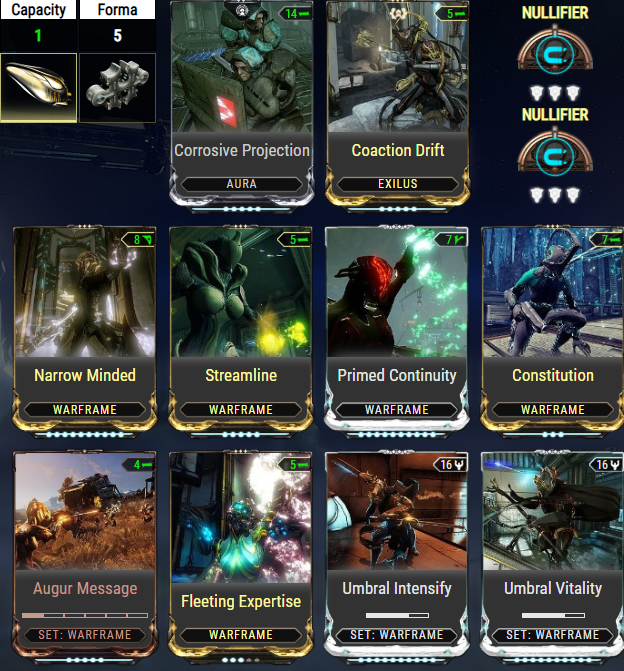 Capacity Forma
1 5
14
5
NULLIFIER
Corrosive Projection
Coaction Drift
NULLIFIER
AURA
EXILUS
8
5
7
7
Narrow Minded
Streamline
Primed Continuity
Constitution
WARFRAME
WARFRAME
WARFRAME
WARFRAME
4
5
16
16
Augur Message
Fleeting Expertise
Umbral Intensify
Umbral Vitality
SET: WARFRAME
WARFRAME
SET: WARFRAME
SET: WARFRAME